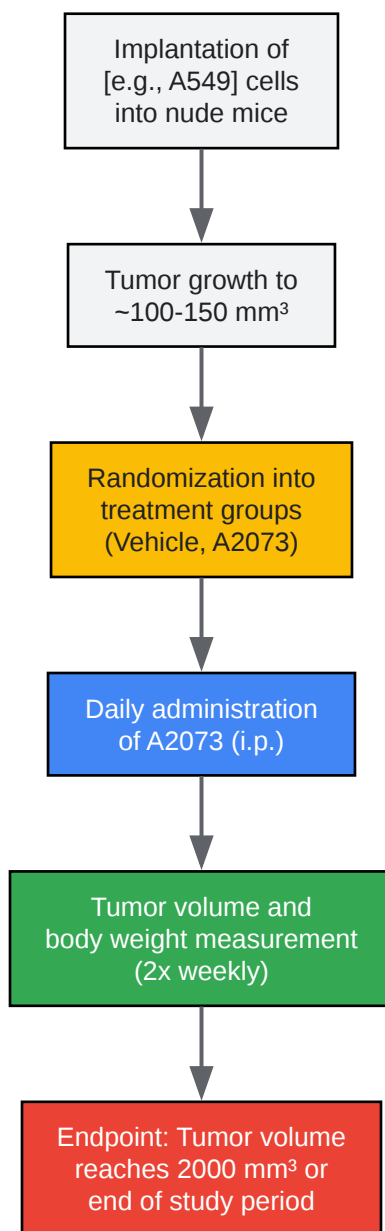 Implantation of
[e.g., A549] cells
into nude mice
Tumor growth to
~100-150 mm³
Randomization into
treatment groups
(Vehicle, A2073)
Daily administration
of A2073 (i.p.)
Tumor volume and
body weight measurement
(2x weekly)
Endpoint: Tumor volume
reaches 2000 mm³ or
end of study period